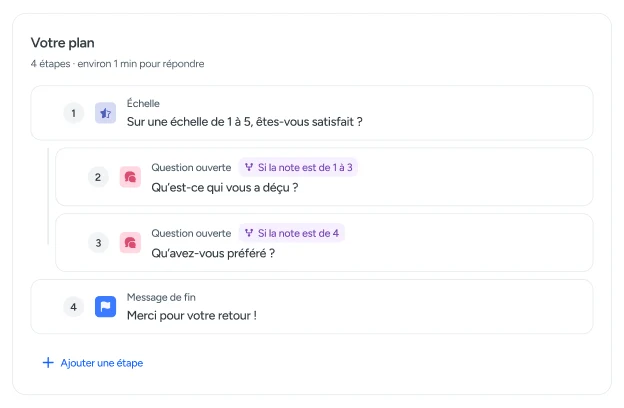 Votre plan
4 étapes · environ 1 min pour répondre
1
Échelle
Sur une échelle de 1 à 5, êtes-vous satisfait ?
2
Question ouverte Si la note est de 1 à 3
Qu'est-ce qui vous a déçu ?
3
Question ouverte Si la note est de 4
Qu'avez-vous préféré ?
4
Message de fin
Merci pour votre retour !
+ Ajouter une étape